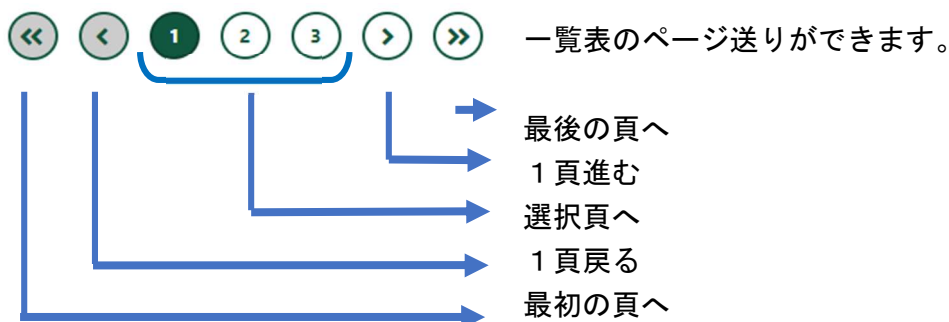 « < 1 2 3 > » 一覧表のページ送りができます。
最後の頁へ
１頁進む
選択頁へ
１頁戻る
最初の頁へ